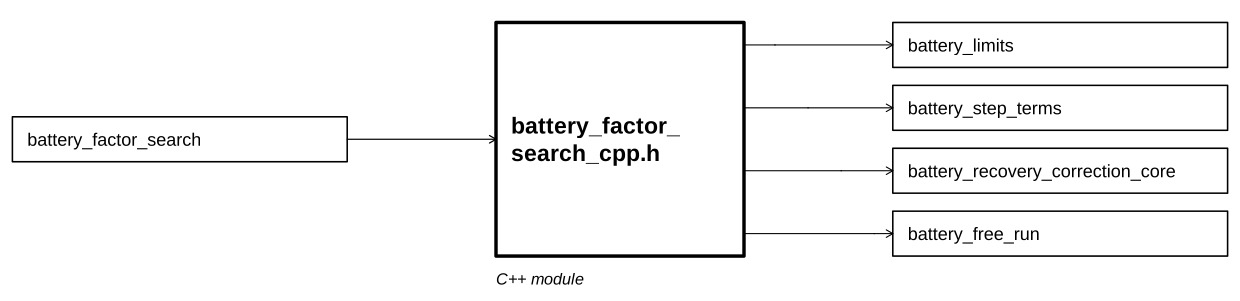 battery_factor_search
battery_factor_
search_cpp.h
C++ module
battery_limits
battery_step_terms
battery_recovery_correction_core
battery_free_run